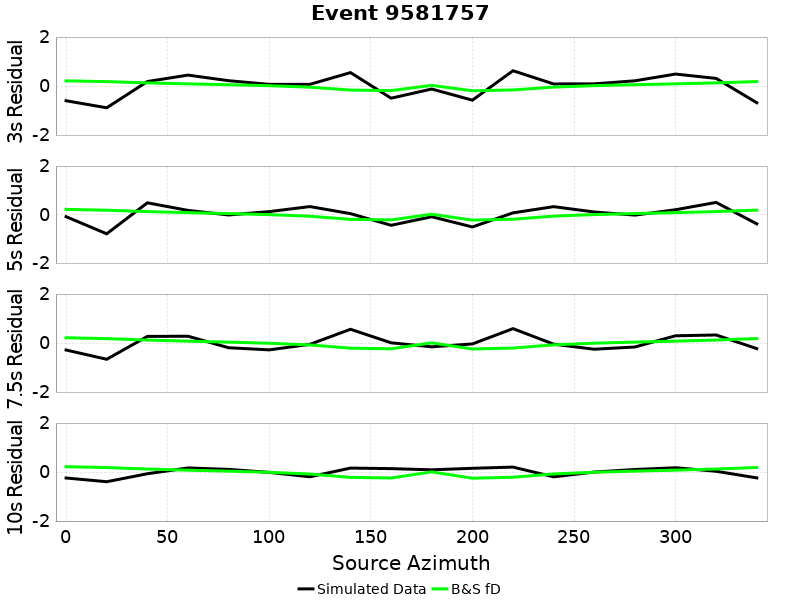 Event 9581757
3s Residual
2
0
-2
5s Residual
2
0
-2
7.5s Residual
2
0
-2
10s Residual
2
0
-2
0 50 100 150 200 250 300
Source Azimuth
Simulated Data B&S fD